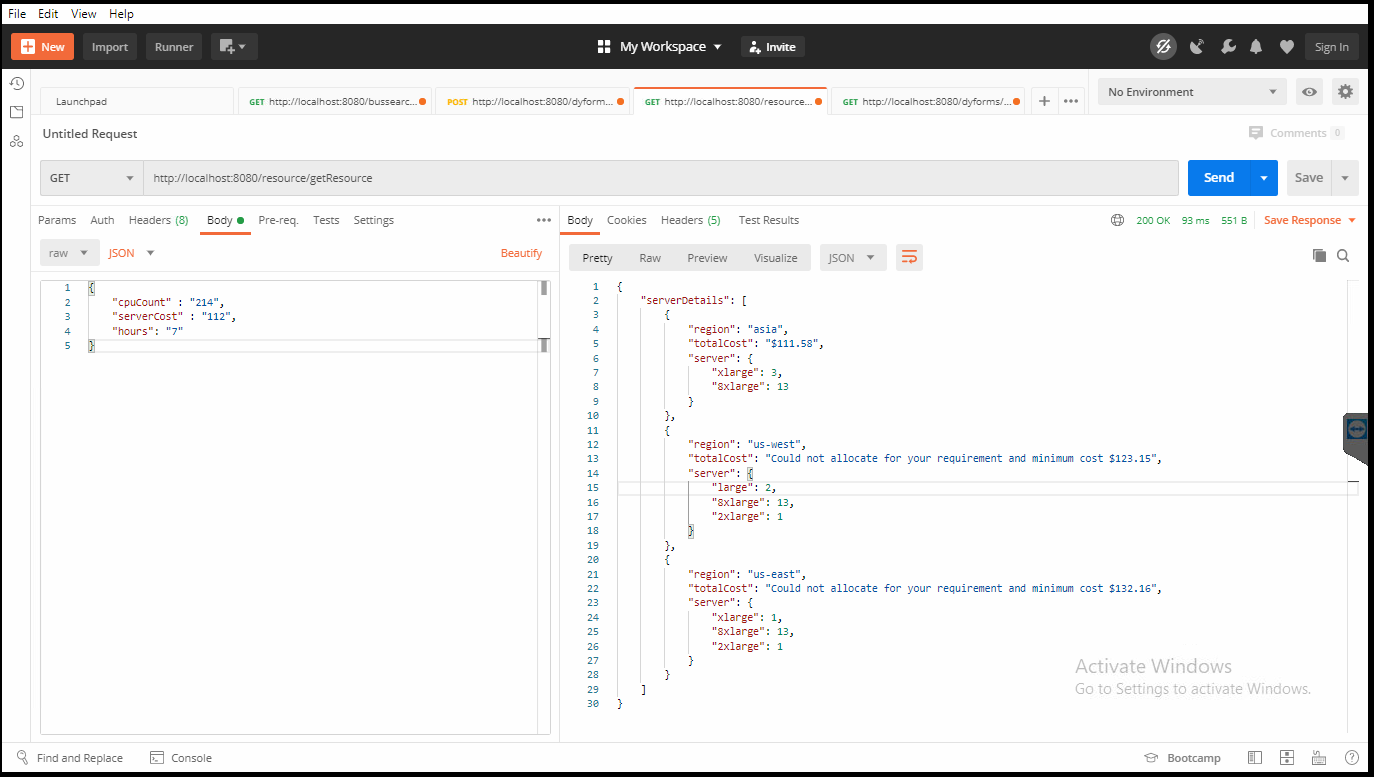 File Edit View Help
New Import Runner My Workspace Invite Sign In
Launchpad GET http://localhost:8080/bussearc... POST http://localhost:8080/dyform... GET http://localhost:8080/resource... GET http://localhost:8080/dyforms/... No Environment
Untitled Request Comments 0
GET http://localhost:8080/resource/getResource Send Save
Params Auth Headers (8) Body Pre-req. Tests Settings
raw JSON Beautify
1 {
2 "cpuCount" : "214",
3 "serverCost" : "112",
4 "hours": "7"
5 }
Body Cookies Headers (5) Test Results 200 OK 93 ms 551 B Save Response
Pretty Raw Preview Visualize JSON
1 {
2 "serverDetails": [
3 {
4 "region": "asia",
5 "totalCost": "$111.58",
6 "server": {
7 "xlarge": 3,
8 "8xlarge": 13
9 }
10 },
11 {
12 "region": "us-west",
13 "totalCost": "Could not allocate for your requirement and minimum cost $123.15",
14 "server": {
15 "large": 2,
16 "8xlarge": 13,
17 "2xlarge": 1
18 }
19 },
20 {
21 "region": "us-east",
22 "totalCost": "Could not allocate for your requirement and minimum cost $132.16",
23 "server": {
24 "xlarge": 1,
25 "8xlarge": 13,
26 "2xlarge": 1
27 }
28 }
29 ]
30 }
Activate Windows
Go to Settings to activate Windows.
Find and Replace Console Bootcamp